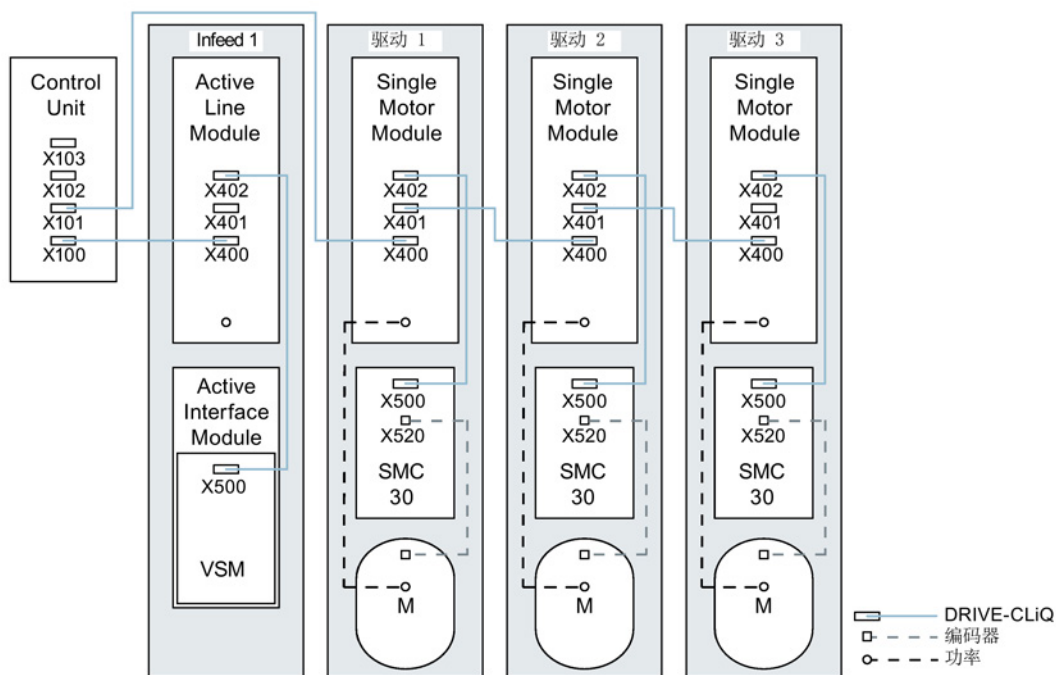 Control
Unit
X103
X102
X101
X100
Infeed 1
Active
Line
Module
X402
X401
X400
Active
Interface
Module
X500
VSM
驱动 1
Single
Motor
Module
X402
X401
X400
X500
X520
SMC
30
M
驱动 2
Single
Motor
Module
X402
X401
X400
X500
X520
SMC
30
M
驱动 3
Single
Motor
Module
X402
X401
X400
X500
X520
SMC
30
M
DRIVE-CLiQ
编码器
功率